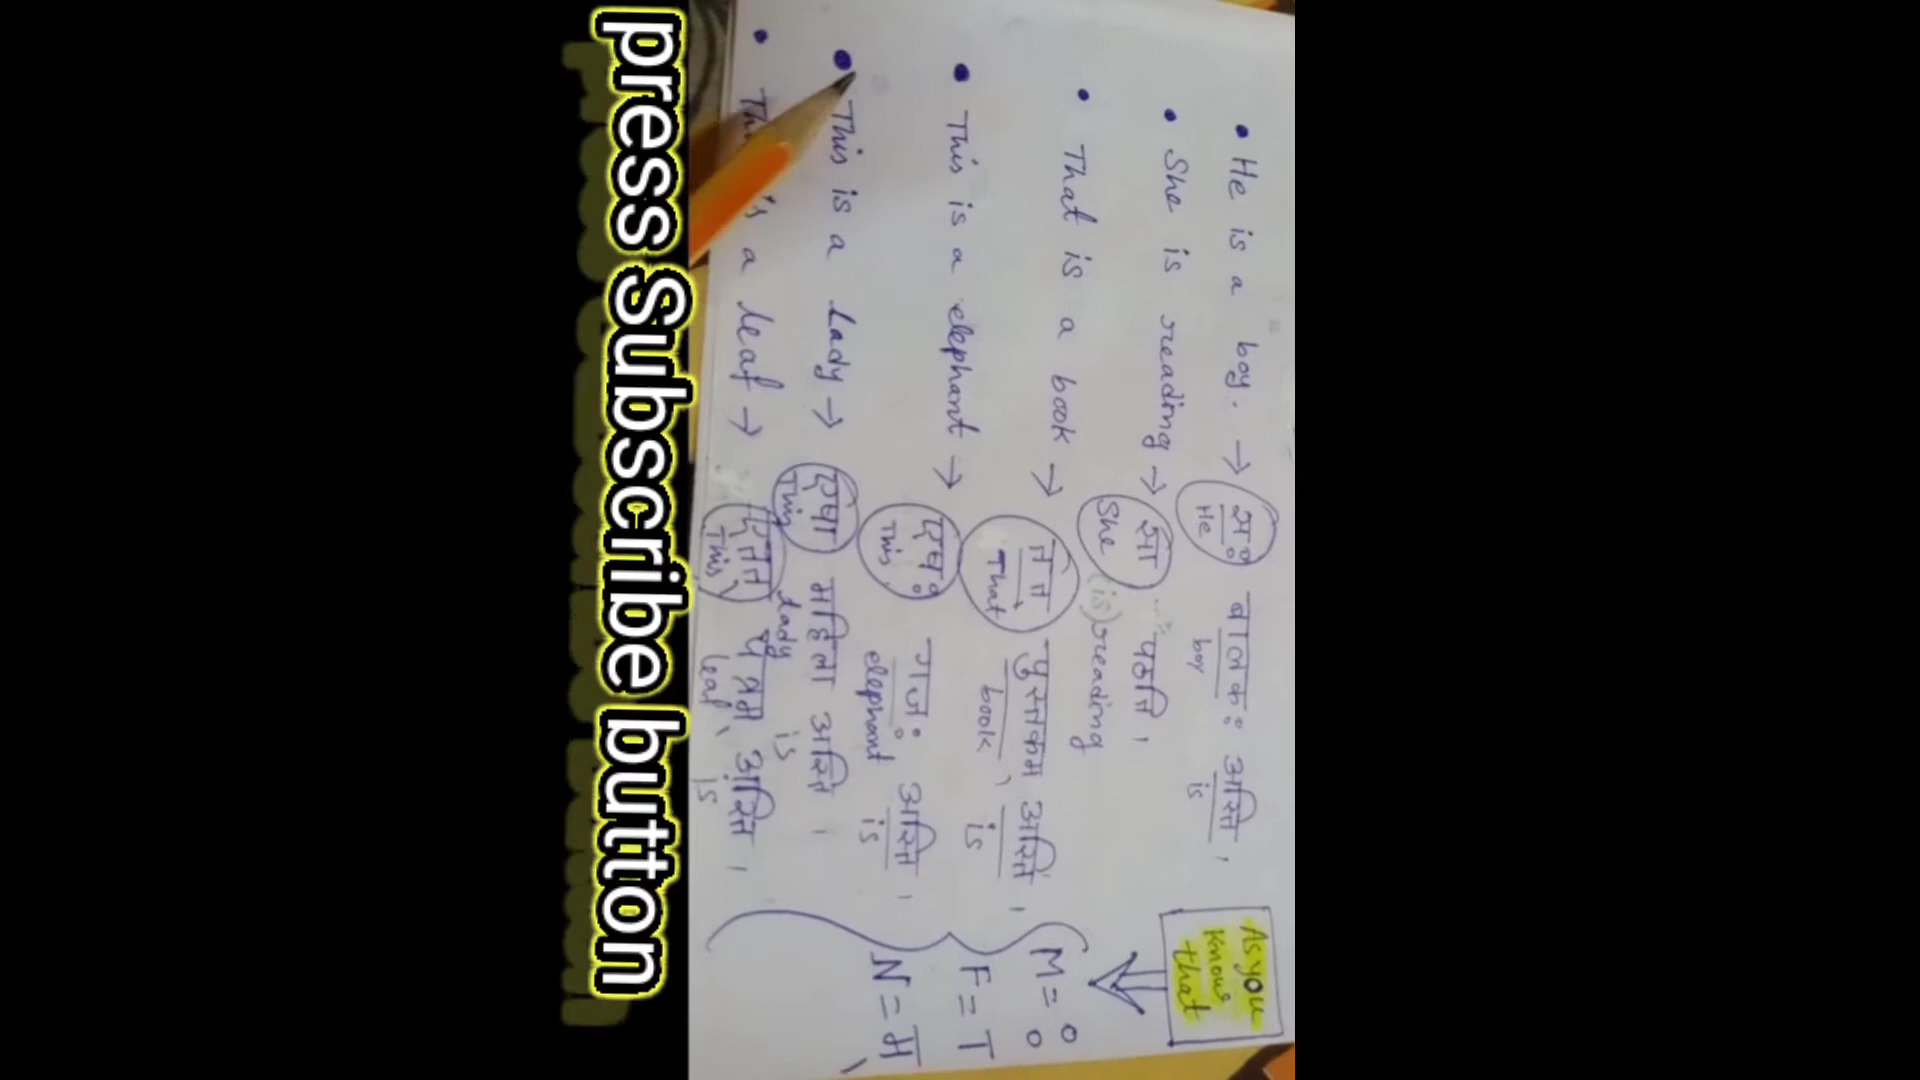 • He is a boy. → सः बालकः अस्ति ,
He boy is
• She is reading → सा पठति ,
She (is) reading
• That is a book → तत् पुस्तकम् अस्ति ,
That book is
• This is a elephant → एषः गजः अस्ति ,
This elephant is
• This is a Lady → एषा महिला अस्ति ,
This Lady is
• is a leaf → एतत् पत्रम् अस्ति ,
This leaf is
As you
know
that
M = ः
F = T
N = म्
press Subscribe button